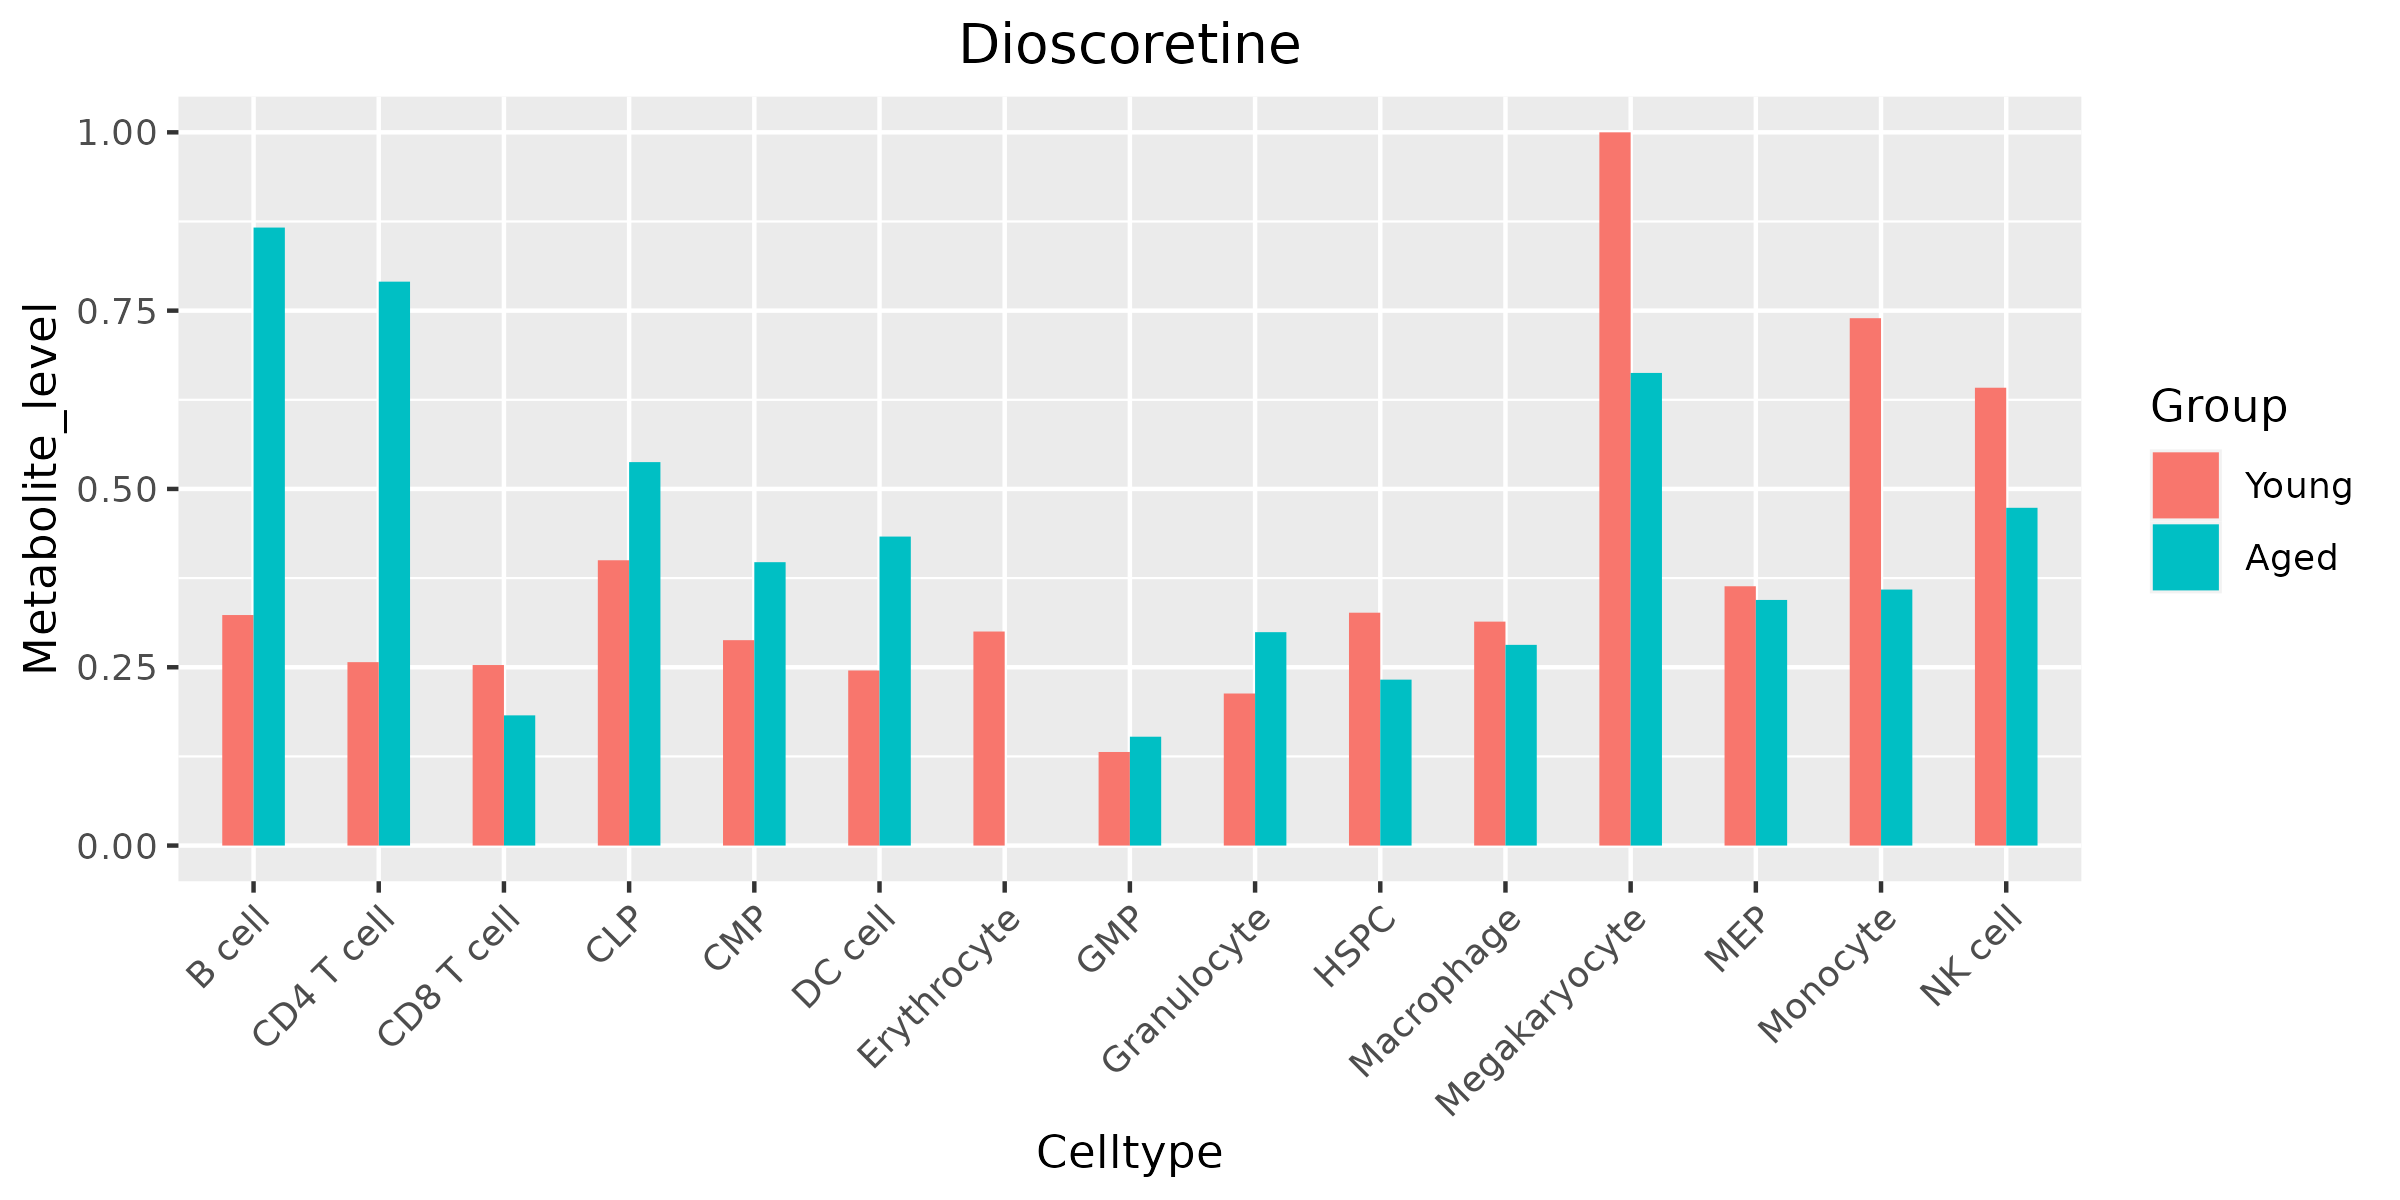 Dioscoretine
Metabolite_level
1.00
0.75
0.50
0.25
0.00
B cell
CD4 T cell
CD8 T cell
CLP
CMP
DC cell
Erythrocyte
GMP
Granulocyte
HSPC
Macrophage
Megakaryocyte
MEP
Monocyte
NK cell
Celltype
Group
Young
Aged